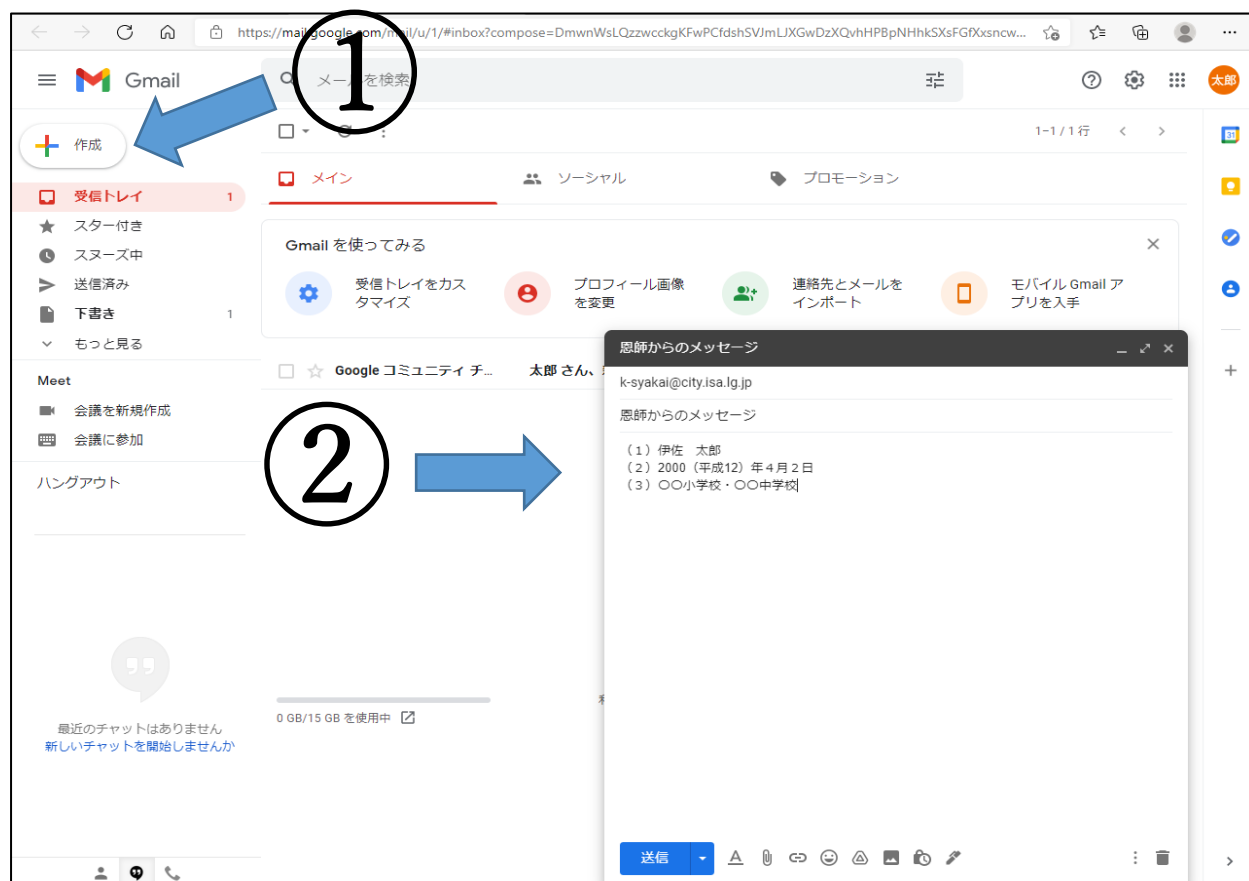 https://mail.google.com/mail/u/1/#inbox?compose=DmwnWsLQzzwcckgKFwPCfdshSVJmLJXGwDzXQvhHPBpNHhkSXsFGfXxsncw...
①
Gmail
メールを検索
太郎
作成
1-1 / 1 行
31
メイン
ソーシャル
プロモーション
受信トレイ 1
スター付き
スヌーズ中
送信済み
下書き 1
もっと見る
Gmail を使ってみる
受信トレイをカス
タマイズ
プロフィール画像
を変更
連絡先とメールを
インポート
モバイル Gmail ア
プリを入手
Google コミュニティ チ... 太郎 さん、
Meet
会議を新規作成
会議に参加
ハングアウト
②
恩師からのメッセージ
k-syakai@city.isa.lg.jp
恩師からのメッセージ
（１）伊佐　太郎
（２）2000（平成12）年４月２日
（３）〇〇小学校・〇〇中学校
0 GB/15 GB を使用中
最近のチャットはありません
新しいチャットを開始しませんか
送信